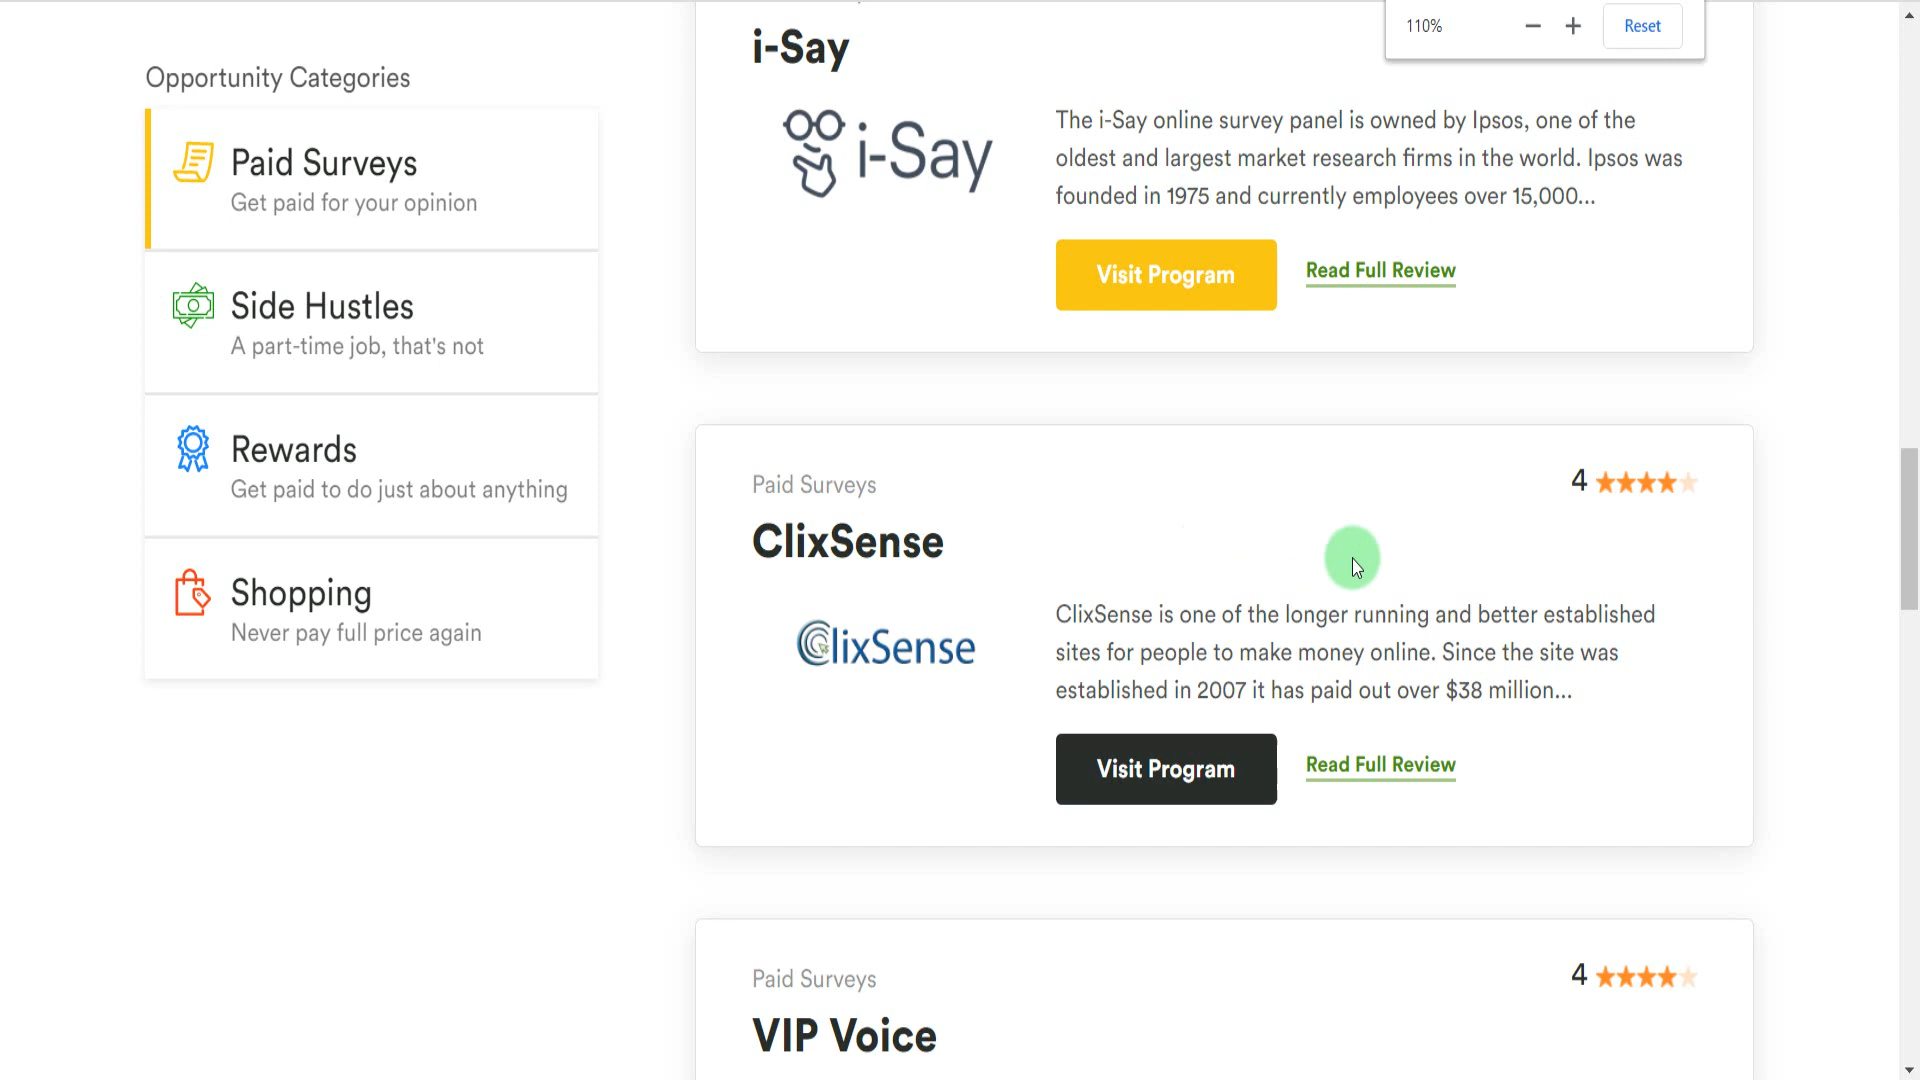 110%
Reset
Opportunity Categories
Paid Surveys
Get paid for your opinion
Side Hustles
A part-time job, that's not
Rewards
Get paid to do just about anything
Shopping
Never pay full price again
i-Say
i-Say
The i-Say online survey panel is owned by Ipsos, one of the
oldest and largest market research firms in the world. Ipsos was
founded in 1975 and currently employees over 15,000...
Visit Program
Read Full Review
Paid Surveys
4
ClixSense
ClixSense
ClixSense is one of the longer running and better established
sites for people to make money online. Since the site was
established in 2007 it has paid out over $38 million...
Visit Program
Read Full Review
Paid Surveys
4
VIP Voice